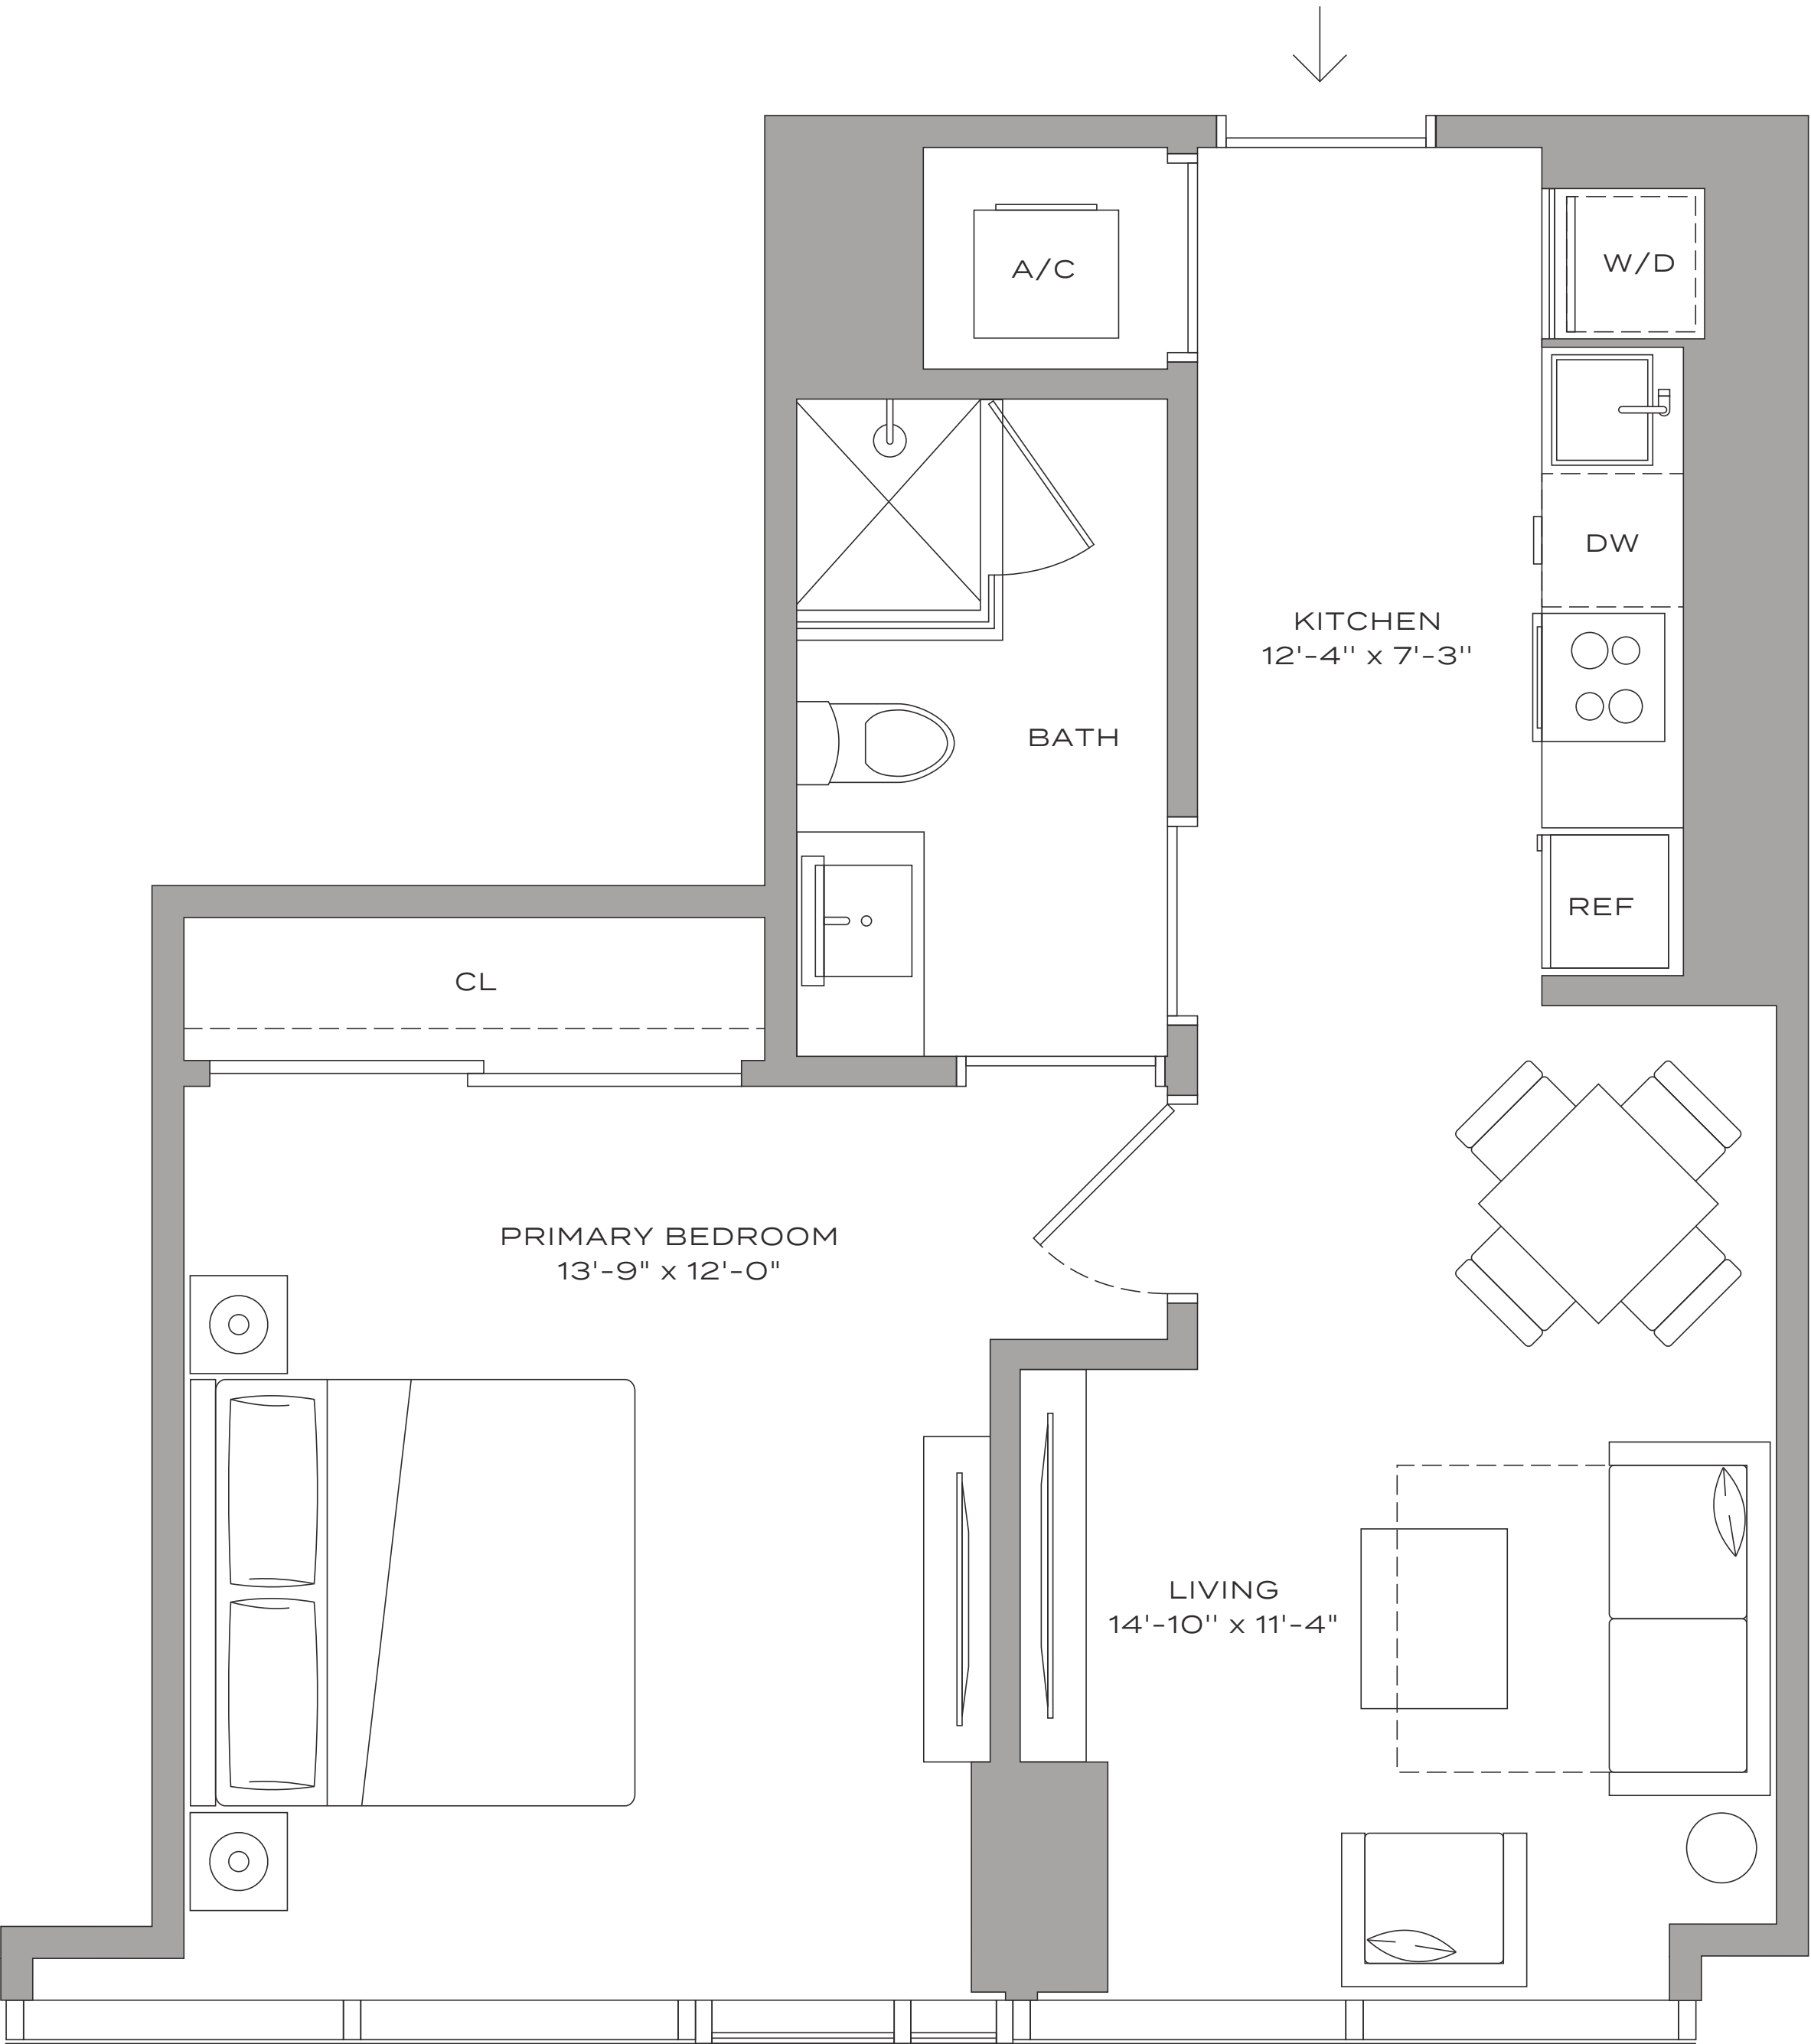 A/C
W/D
DW
KITCHEN
12'-4'' x 7'-3''
BATH
REF
CL
PRIMARY BEDROOM
13'-9" x 12'-0"
LIVING
14'-10'' x 11'-4"